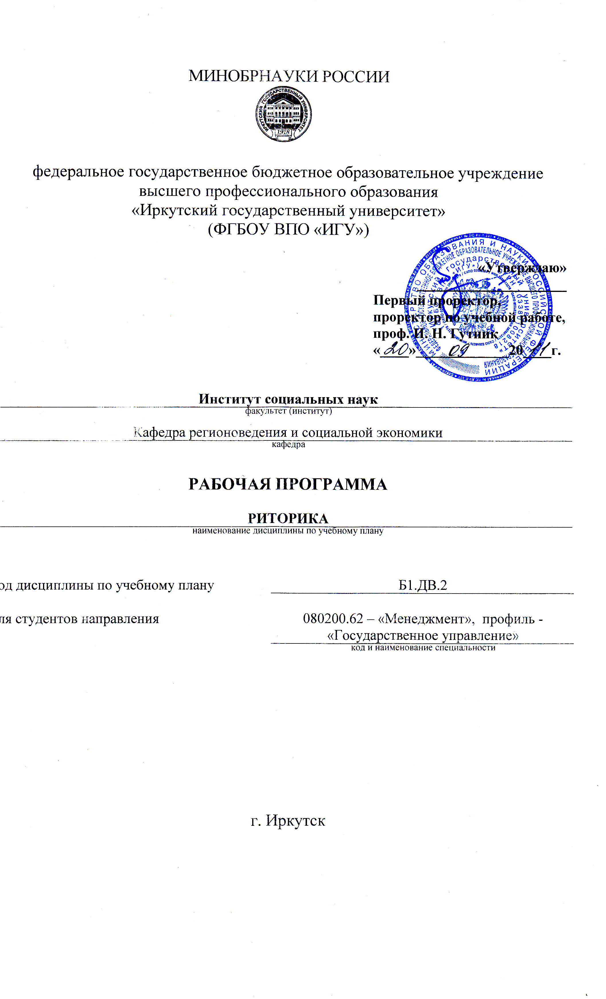 МИНОБРНАУКИ РОССИИ
ИРКУТСКИЙ ГОСУДАРСТВЕННЫЙ УНИВЕРСИТЕТ
1918
федеральное государственное бюджетное образовательное учреждение
высшего профессионального образования
«Иркутский государственный университет»
(ФГБОУ ВПО «ИГУ»)
«Утверждаю»
Первый проректор,
проректор по учебной работе,
проф. И. Н. Гутник
«20» 09 2011 г.
Институт социальных наук
факультет (институт)
Кафедра регионоведения и социальной экономики
кафедра
РАБОЧАЯ ПРОГРАММА
РИТОРИКА
наименование дисциплины по учебному плану
од дисциплины по учебному плану Б1.ДВ.2
ля студентов направления 080200.62 – «Менеджмент», профиль -
«Государственное управление»
код и наименование специальности
г. Иркутск